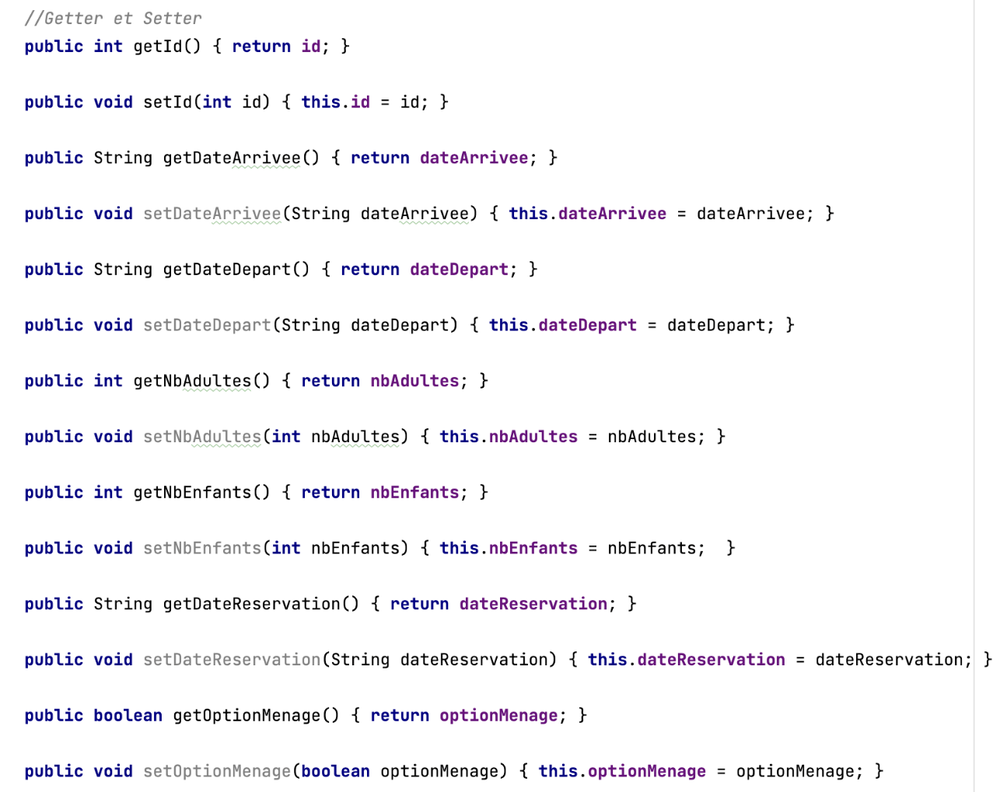 //Getter et Setter
public int getId() { return id; }
public void setId(int id) { this.id = id; }
public String getDateArrivee() { return dateArrivee; }
public void setDateArrivee(String dateArrivee) { this.dateArrivee = dateArrivee; }
public String getDateDepart() { return dateDepart; }
public void setDateDepart(String dateDepart) { this.dateDepart = dateDepart; }
public int getNbAdultes() { return nbAdultes; }
public void setNbAdultes(int nbAdultes) { this.nbAdultes = nbAdultes; }
public int getNbEnfants() { return nbEnfants; }
public void setNbEnfants(int nbEnfants) { this.nbEnfants = nbEnfants;  }
public String getDateReservation() { return dateReservation; }
public void setDateReservation(String dateReservation) { this.dateReservation = dateReservation; }
public boolean getOptionMenage() { return optionMenage; }
public void setOptionMenage(boolean optionMenage) { this.optionMenage = optionMenage; }